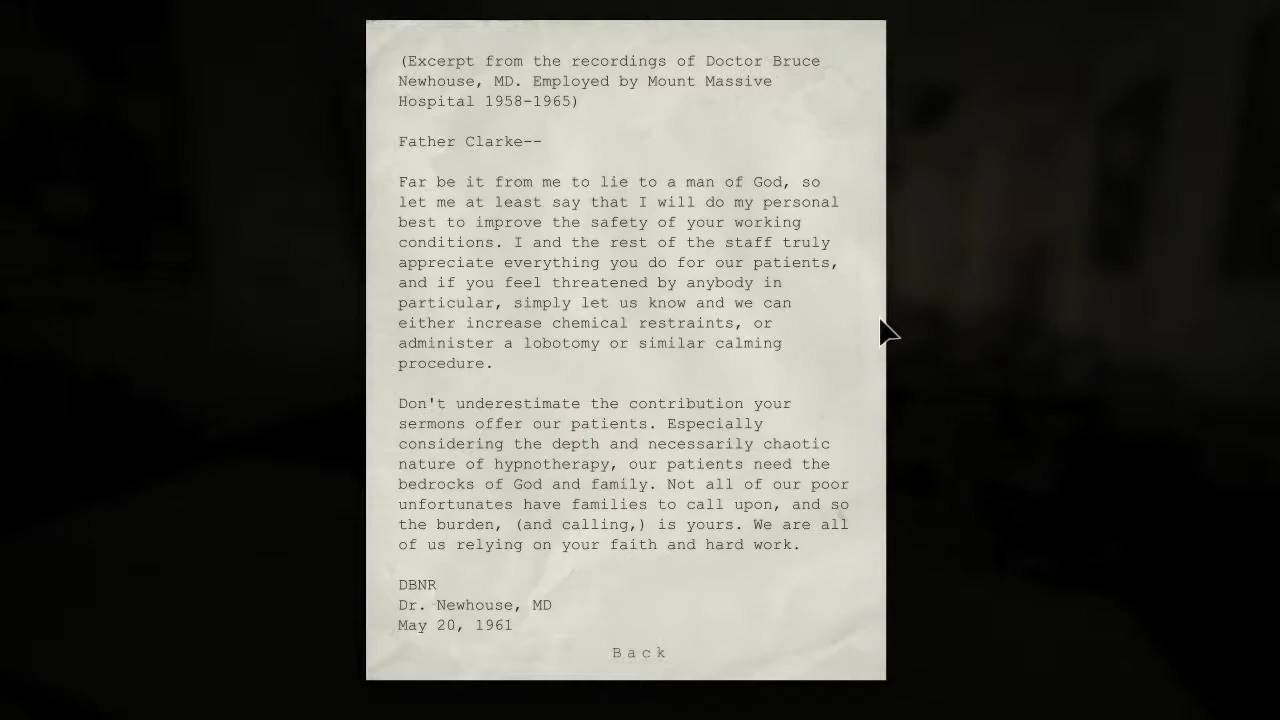 (Excerpt from the recordings of Doctor Bruce
Newhouse, MD. Employed by Mount Massive
Hospital 1958-1965)
Father Clarke--
Far be it from me to lie to a man of God, so
let me at least say that I will do my personal
best to improve the safety of your working
conditions. I and the rest of the staff truly
appreciate everything you do for our patients,
and if you feel threatened by anybody in
particular, simply let us know and we can
either increase chemical restraints, or
administer a lobotomy or similar calming
procedure.
Don't underestimate the contribution your
sermons offer our patients. Especially
considering the depth and necessarily chaotic
nature of hypnotherapy, our patients need the
bedrocks of God and family. Not all of our poor
unfortunates have families to call upon, and so
the burden, (and calling,) is yours. We are all
of us relying on your faith and hard work.
DBNR
Dr. Newhouse, MD
May 20, 1961
Back